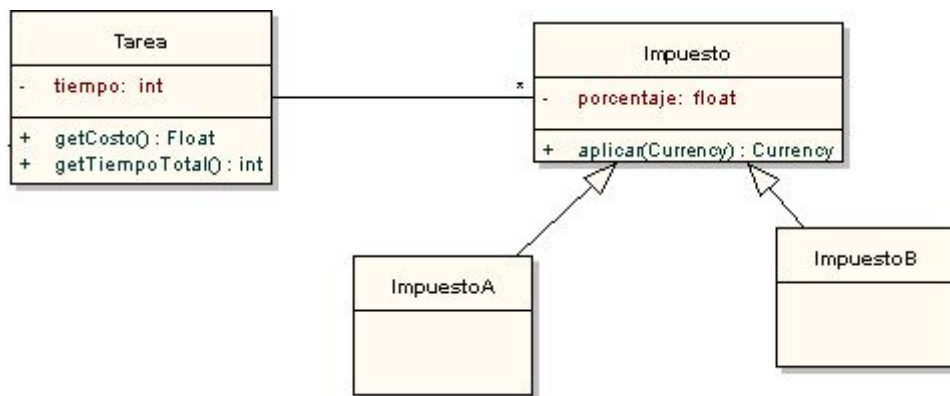 Tarea
- tiempo: int
+ getCosto() : Float
+ getTiempoTotal() : int
*
Impuesto
- porcentaje: float
+ aplicar(Currency) : Currency
ImpuestoA
ImpuestoB